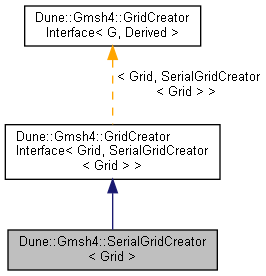 Dune::Gmsh4::GridCreator
Interface< G, Derived >
< Grid, SerialGridCreator
< Grid > >
Dune::Gmsh4::GridCreator
Interface< Grid, SerialGridCreator
< Grid > >
Dune::Gmsh4::SerialGridCreator
< Grid >